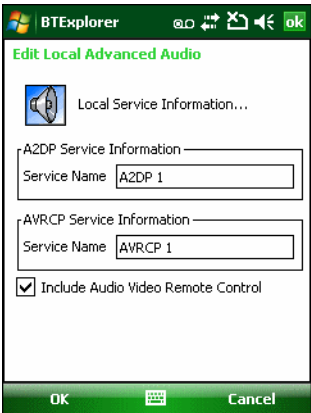 BTExplorer ok
Edit Local Advanced Audio
Local Service Information...
A2DP Service Information
Service Name A2DP 1
AVRCP Service Information
Service Name AVRCP 1
Include Audio Video Remote Control
OK Cancel